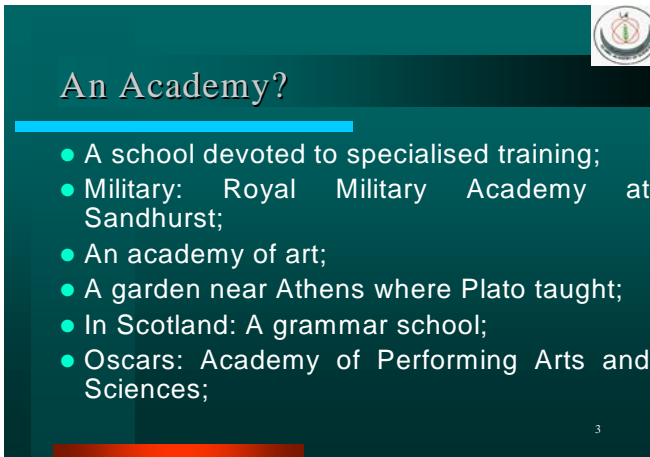 An Academy?
A school devoted to specialised training;
Military: Royal Military Academy at
Sandhurst;
An academy of art;
A garden near Athens where Plato taught;
In Scotland: A grammar school;
Oscars: Academy of Performing Arts and
Sciences;
3